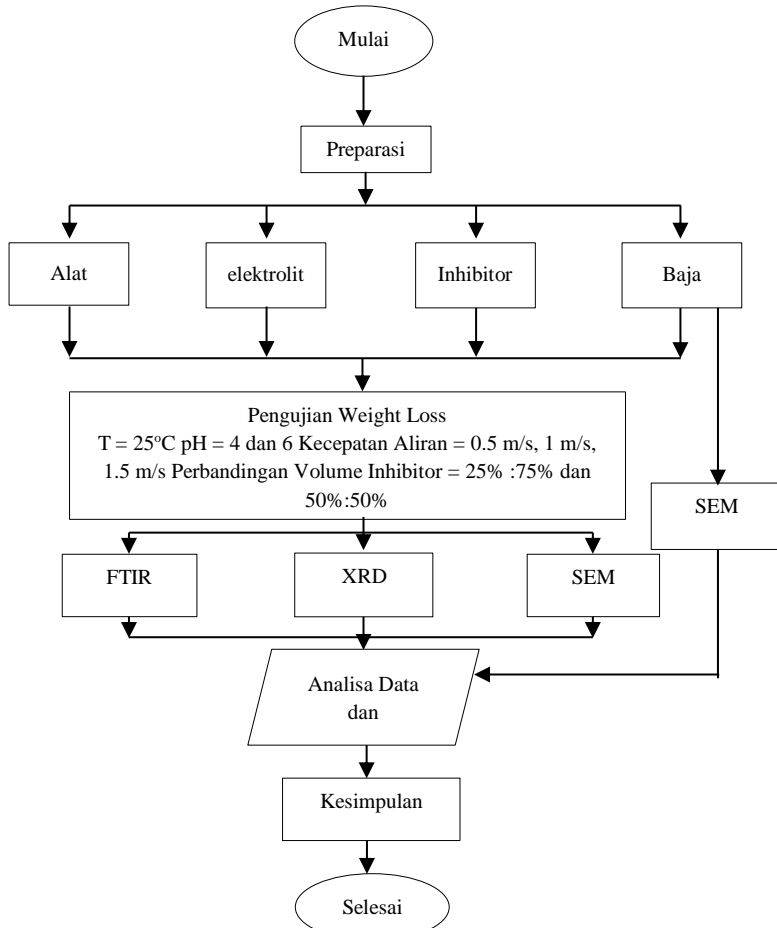 Mulai
Preparasi
Alat
elektrolit
Inhibitor
Baja
Pengujian Weight Loss
T = 25°C pH = 4 dan 6 Kecepatan Aliran = 0.5 m/s, 1 m/s,
1.5 m/s Perbandingan Volume Inhibitor = 25% :75% dan
50%:50%
SEM
FTIR
XRD
SEM
Analisa Data
dan
Kesimpulan
Selesai